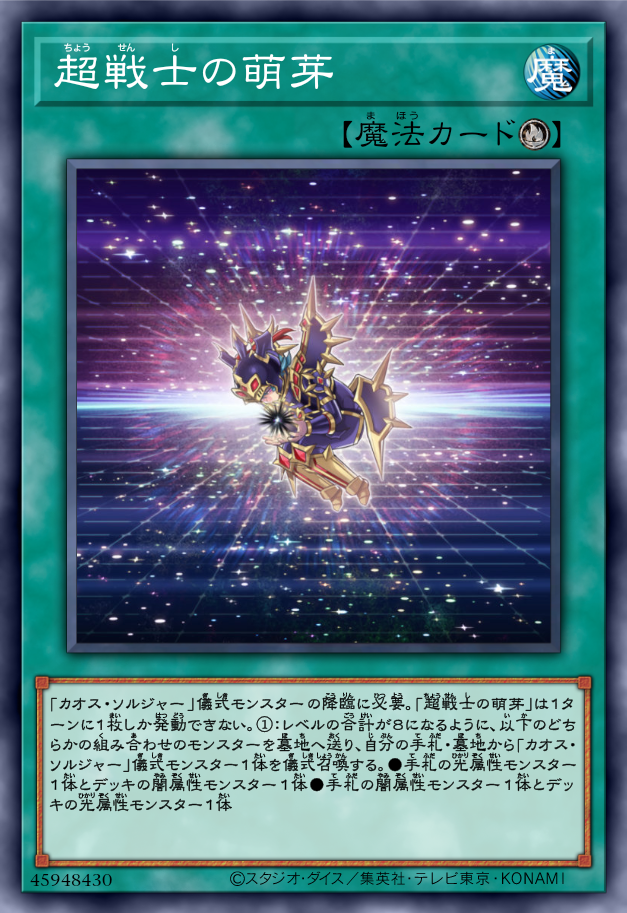 超戦士の萌芽
魔
【魔法カード】
「カオス・ソルジャー」儀式モンスターの降臨に必要。「超戦士の萌芽」は1タ
ーンに1枚しか発動できない。①:レベルの合計が8になるように、以下のどち
らかの組み合わせのモンスターを墓地へ送り、自分の手札・墓地から「カオス・
ソルジャー」儀式モンスター1体を儀式召喚する。●手札の光属性モンスター
1体とデッキの闇属性モンスター1体●手札の闇属性モンスター1体とデッ
キの光属性モンスター1体
45948430 ©スタジオ・ダイス/集英社・テレビ東京・KONAMI